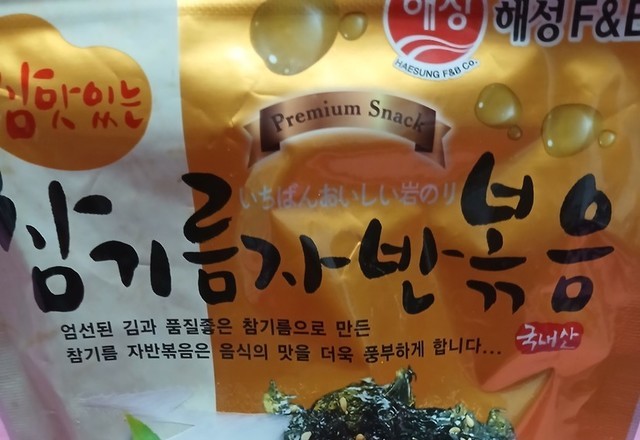 해성
HAESUNG F&B Co.
해성 F&B
참맛있는
Premium Snack
いちばんおいしい岩のり
참기름자반볶음
엄선된 김과 품질좋은 참기름으로 만든
참기름 자반볶음은 음식의 맛을 더욱 풍부하게 합니다...
국내산